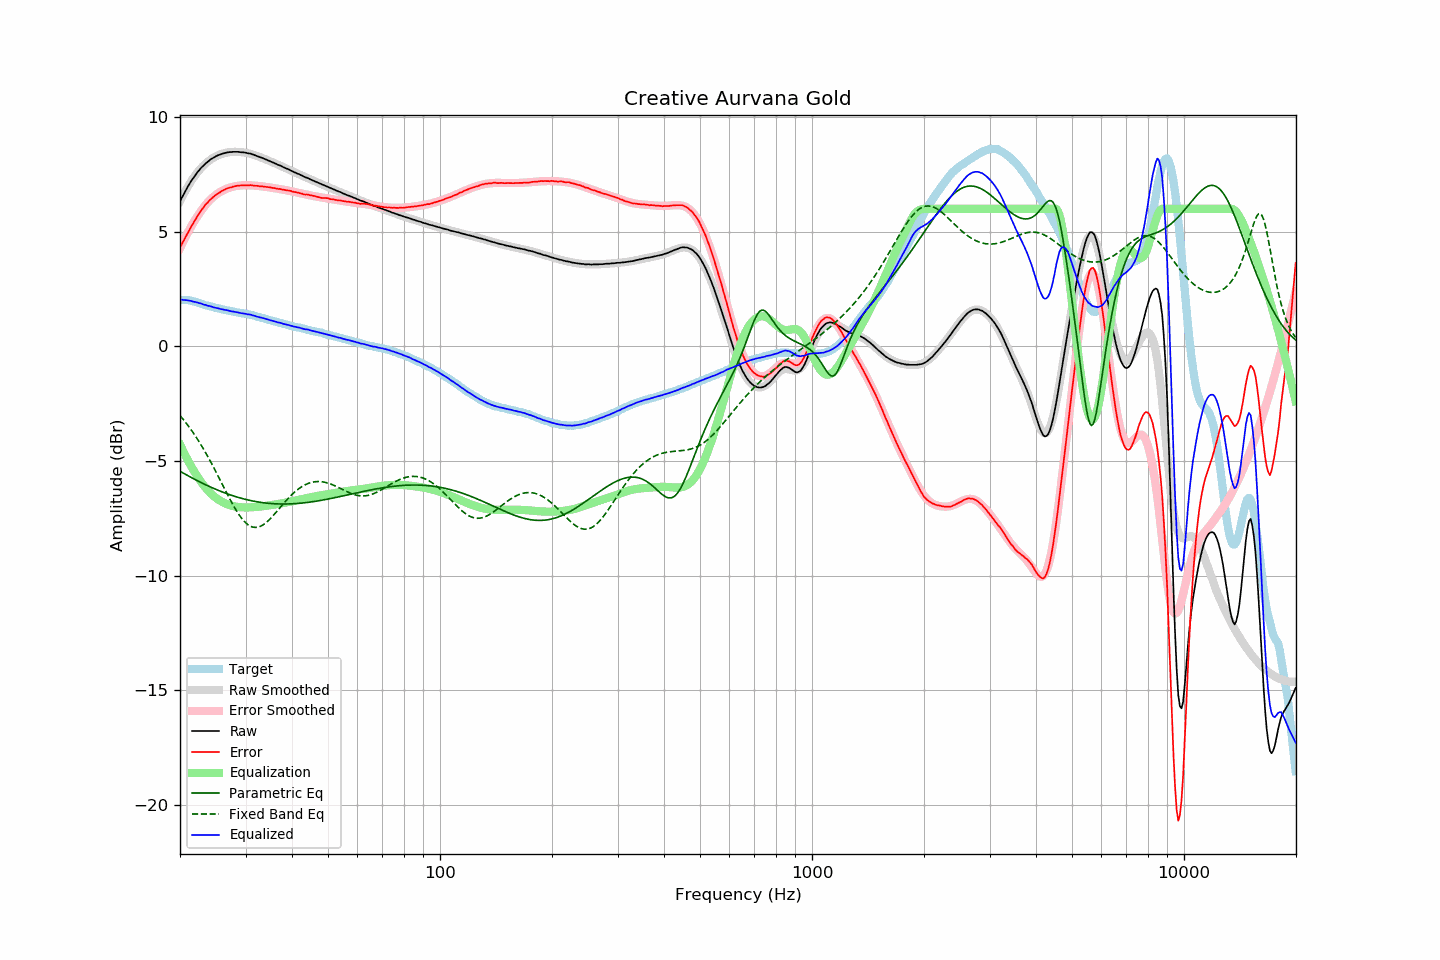 Creative Aurvana Gold
10
5
0
−5
−10
−15
−20
Amplitude (dBr)
Target
Raw Smoothed
Error Smoothed
Raw
Error
Equalization
Parametric Eq
Fixed Band Eq
Equalized
100
1000
10000
Frequency (Hz)